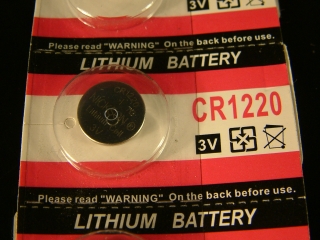 3V
Please read "WARNING" On the back before use.
LITHIUM BATTERY
CR1220
3V
Please read "WARNING" On the back before use.
LITHIUM BATTERY